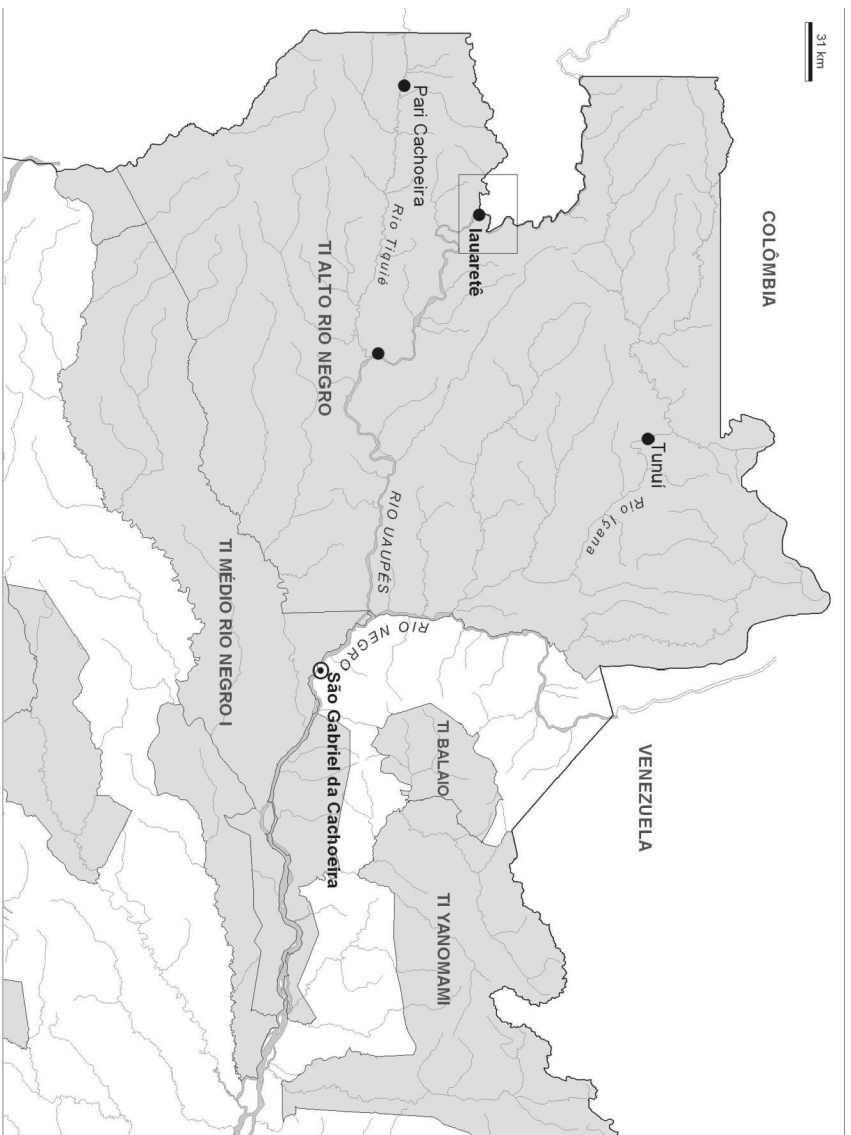 31 km
COLÔMBIA
VENEZUELA
Tunuí
Rio Içana
Iauaretê
Pari Cachoeira
Rio Tiquié
TI ALTO RIO NEGRO
RIO UAUPÉS
RIO NEGRO
São Gabriel da Cachoeira
TI BALAIO
TI YANOMAMI
TI MÉDIO RIO NEGRO I